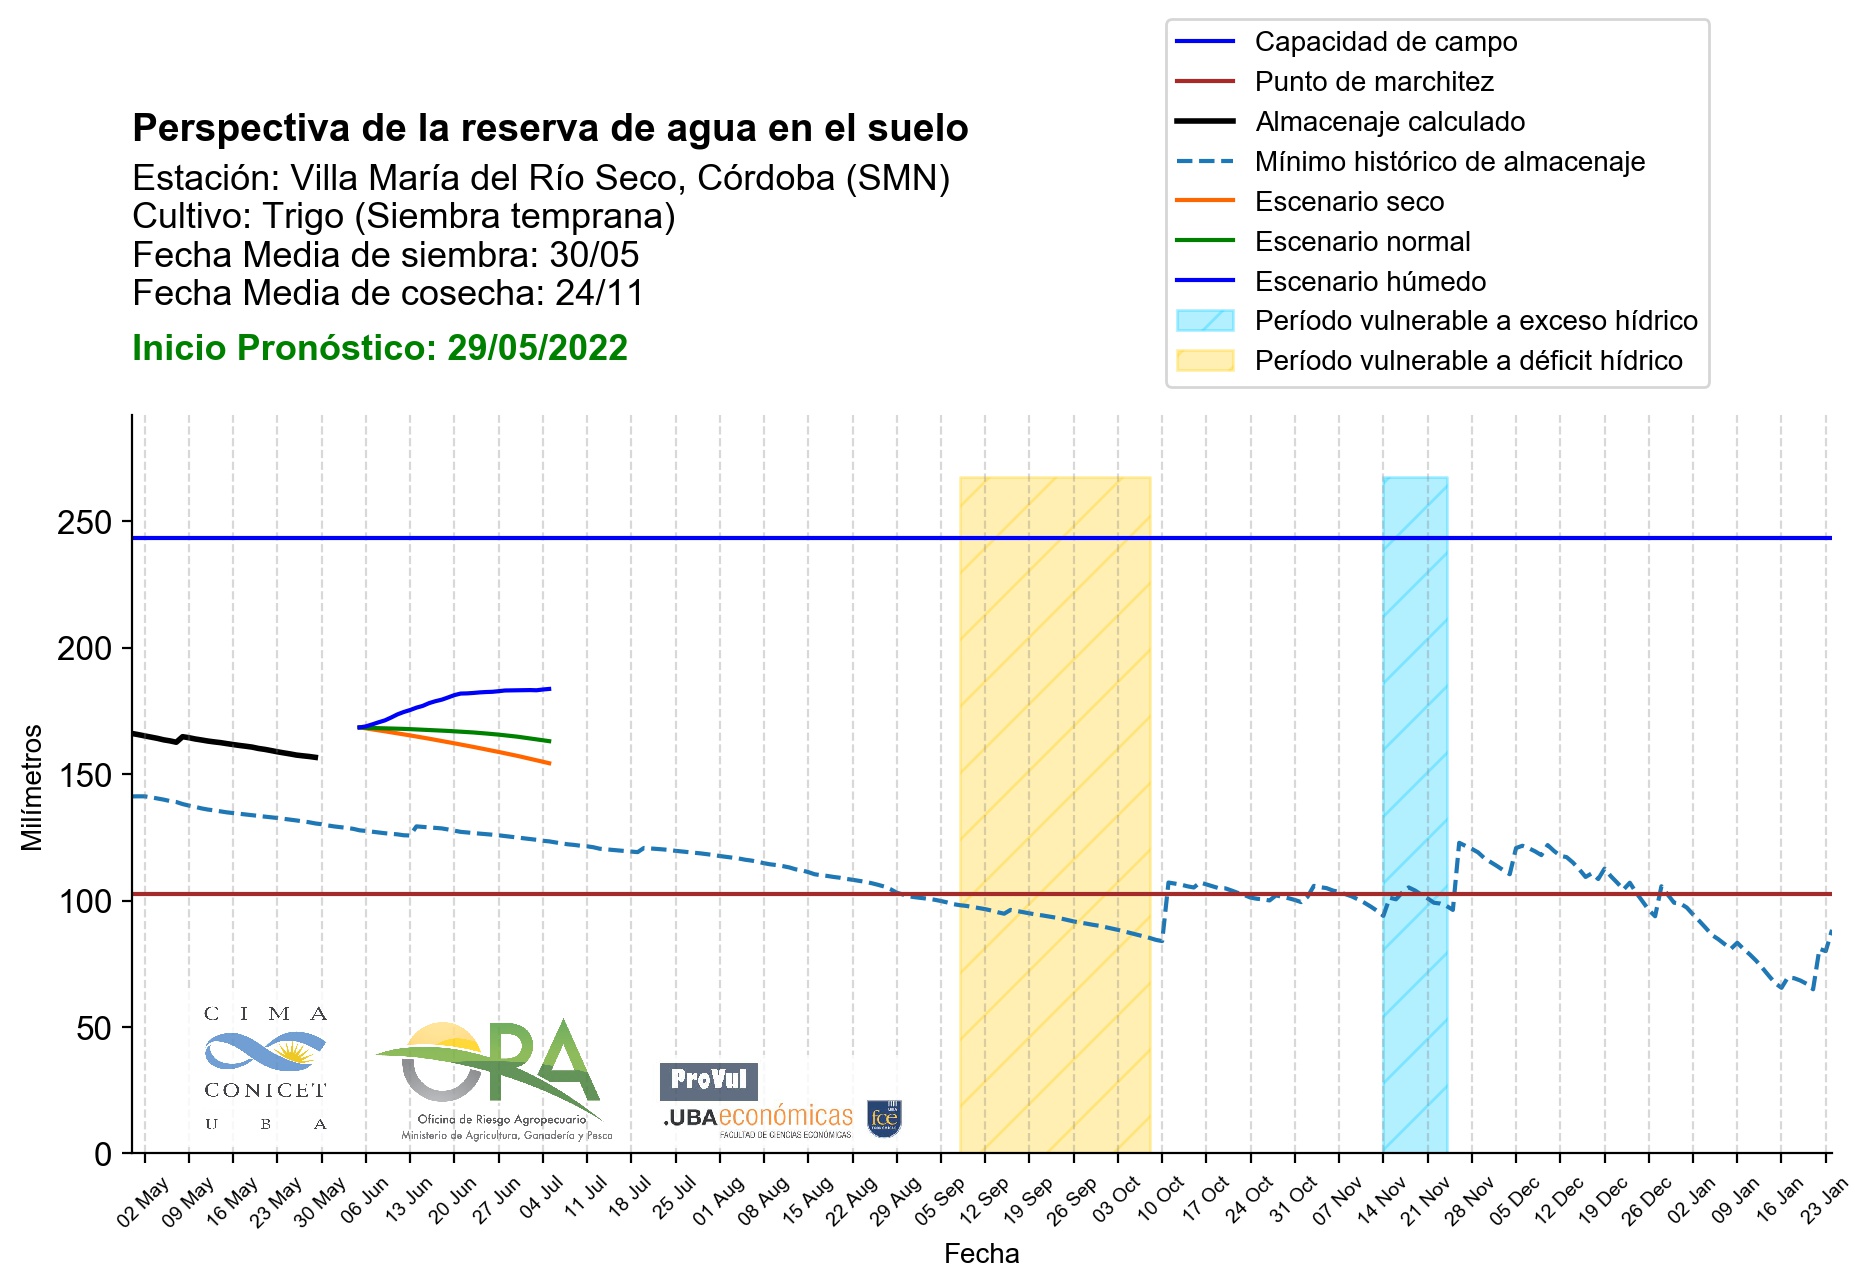 Capacidad de campo
Punto de marchitez
Almacenaje calculado
Mínimo histórico de almacenaje
Escenario seco
Escenario normal
Escenario húmedo
Período vulnerable a exceso hídrico
Período vulnerable a déficit hídrico
Perspectiva de la reserva de agua en el suelo
Estación: Villa María del Río Seco, Córdoba (SMN)
Cultivo: Trigo (Siembra temprana)
Fecha Media de siembra: 30/05
Fecha Media de cosecha: 24/11
Inicio Pronóstico: 29/05/2022
Milímetros
250
200
150
100
50
0
C I M A
CONICET
U B A
ORA
Oficina de Riesgo Agropecuario
Ministerio de Agricultura, Ganadería y Pesca
ProVul
.UBAeconómicas
FACULTAD DE CIENCIAS ECONÓMICAS
fce
02 May
09 May
16 May
23 May
30 May
06 Jun
13 Jun
20 Jun
27 Jun
04 Jul
11 Jul
18 Jul
25 Jul
01 Aug
08 Aug
15 Aug
22 Aug
29 Aug
05 Sep
12 Sep
19 Sep
26 Sep
03 Oct
10 Oct
17 Oct
24 Oct
31 Oct
07 Nov
14 Nov
21 Nov
28 Nov
05 Dec
12 Dec
19 Dec
26 Dec
02 Jan
09 Jan
16 Jan
23 Jan
Fecha